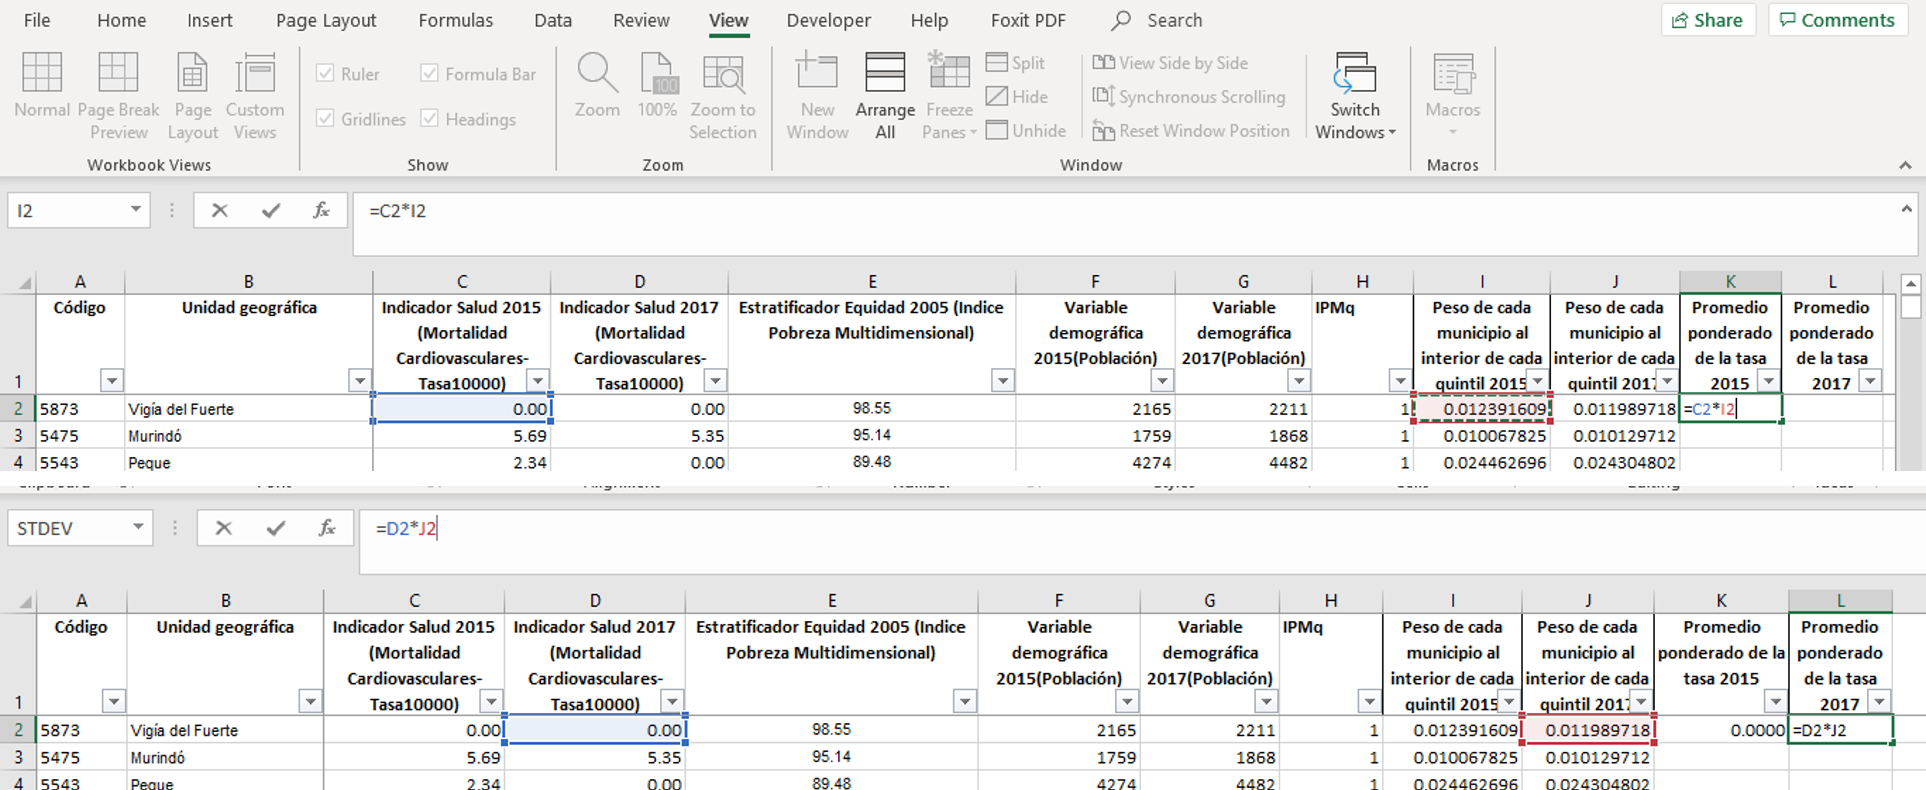 File Home Insert Page Layout Formulas Data Review View Developer Help Foxit PDF Search Share Comments
Normal Page Break Preview Page Layout Custom Views
Workbook Views
Ruler Formula Bar
Gridlines Headings
Show
Zoom 100% Zoom to Selection
Zoom
New Window Arrange All Freeze Panes
Split
Hide
Unhide
View Side by Side
Synchronous Scrolling
Reset Window Position
Window
Switch Windows
Macros
Macros
I2 fx =C2*I2
A B C D E F G H I J K L
1
Código
Unidad geográfica
Indicador Salud 2015 (Mortalidad Cardiovasculares-Tasa10000)
Indicador Salud 2017 (Mortalidad Cardiovasculares-Tasa10000)
Estratificador Equidad 2005 (Indice Pobreza Multidimensional)
Variable demográfica 2015(Población)
Variable demográfica 2017(Población)
IPMq
Peso de cada municipio al interior de cada quintil 2015
Peso de cada municipio al interior de cada quintil 2017
Promedio ponderado de la tasa 2015
Promedio ponderado de la tasa 2017
2 5873 Vigía del Fuerte 0.00 0.00 98.55 2165 2211 1 0.012391609 0.011989718 =C2*I2
3 5475 Murindó 5.69 5.35 95.14 1759 1868 1 0.010067825 0.010129712
4 5543 Peque 2.34 0.00 89.48 4274 4482 1 0.024462696 0.024304802
STDEV fx =D2*J2
A B C D E F G H I J K L
1
Código
Unidad geográfica
Indicador Salud 2015 (Mortalidad Cardiovasculares-Tasa10000)
Indicador Salud 2017 (Mortalidad Cardiovasculares-Tasa10000)
Estratificador Equidad 2005 (Indice Pobreza Multidimensional)
Variable demográfica 2015(Población)
Variable demográfica 2017(Población)
IPMq
Peso de cada municipio al interior de cada quintil 2015
Peso de cada municipio al interior de cada quintil 2017
Promedio ponderado de la tasa 2015
Promedio ponderado de la tasa 2017
2 5873 Vigía del Fuerte 0.00 0.00 98.55 2165 2211 1 0.012391609 0.011989718 0.0000 =D2*J2
3 5475 Murindó 5.69 5.35 95.14 1759 1868 1 0.010067825 0.010129712
4 5543 Peque 2.34 0.00 89.48 4274 4482 1 0.024462696 0.024304802